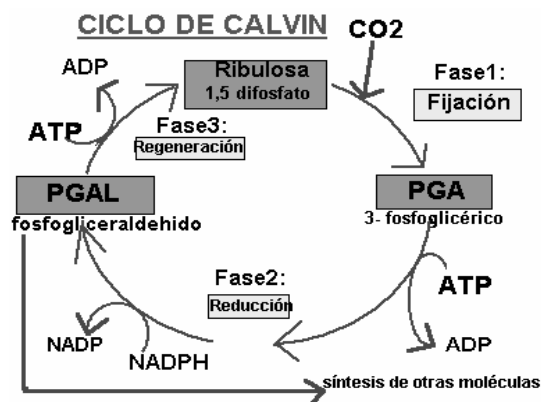 CICLO DE CALVIN
CO2
ADP
Ribulosa
1,5 difosfato
Fase1:
Fijación
ATP
Fase3:
Regeneración
PGAL
fosfogliceraldehido
PGA
3- fosfoglicérico
Fase2:
Reducción
ATP
NADP
NADPH
ADP
síntesis de otras moléculas